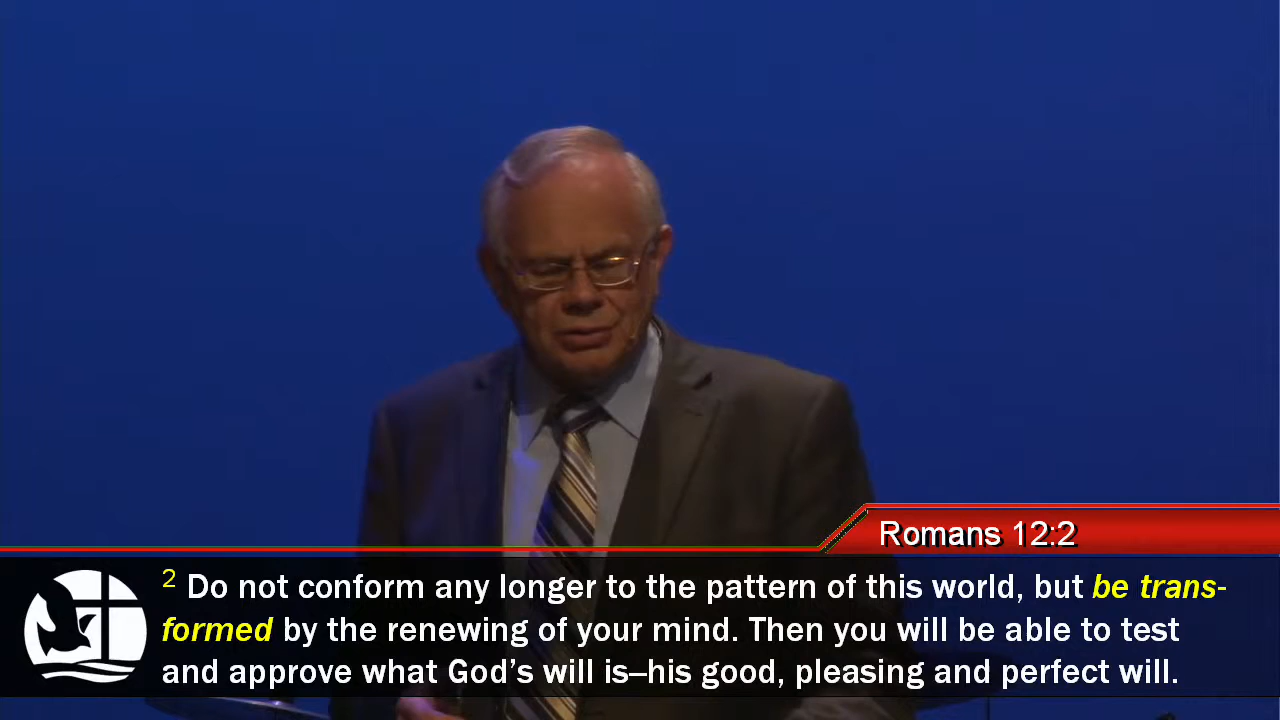 Romans 12:2
2 Do not conform any longer to the pattern of this world, but be trans-
formed by the renewing of your mind. Then you will be able to test
and approve what God's will is–his good, pleasing and perfect will.